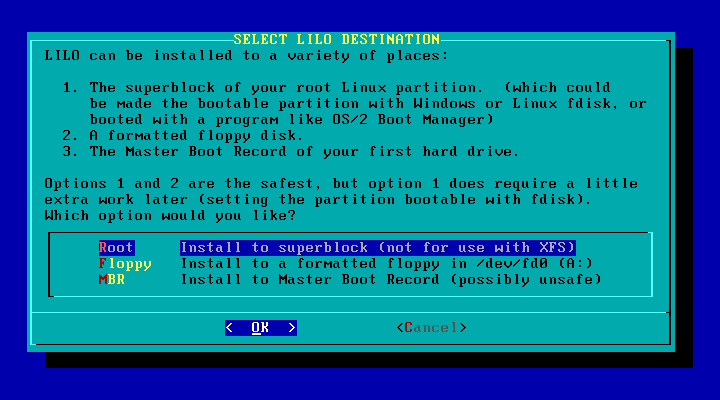 SELECT LILO DESTINATION
LILO can be installed to a variety of places:
1. The superblock of your root Linux partition.  (which could
be made the bootable partition with Windows or Linux fdisk, or
booted with a program like OS/2 Boot Manager)
2. A formatted floppy disk.
3. The Master Boot Record of your first hard drive.
Options 1 and 2 are the safest, but option 1 does require a little
extra work later (setting the partition bootable with fdisk).
Which option would you like?
Root Install to superblock (not for use with XFS)
Floppy Install to a formatted floppy in /dev/fd0 (A:)
MBR Install to Master Boot Record (possibly unsafe)
< OK > <Cancel>